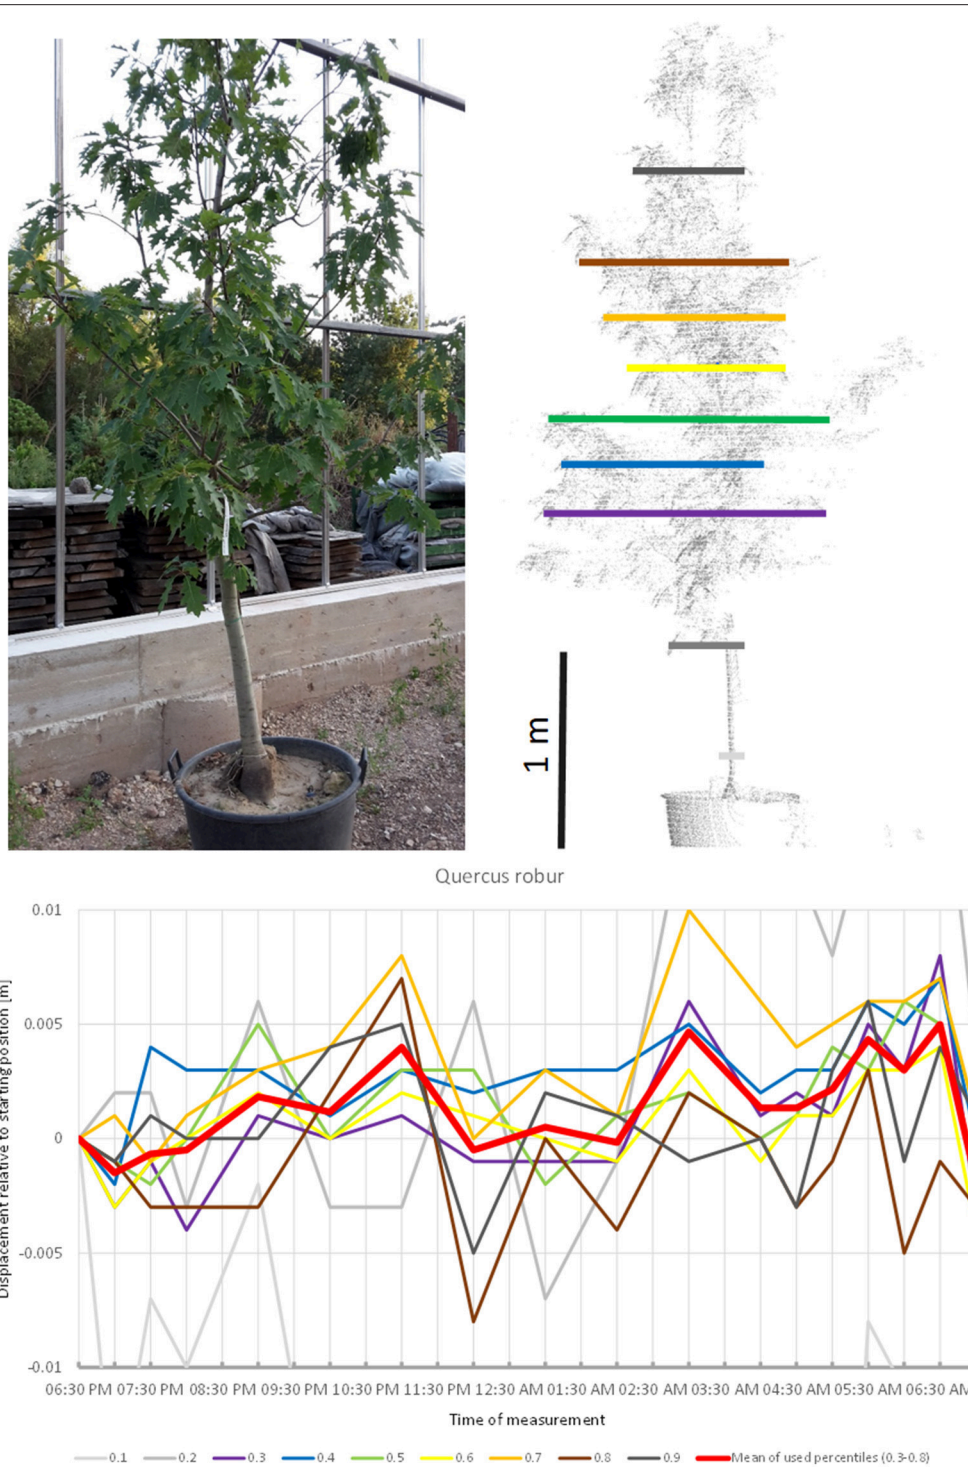 1 m
Quercus robur
Displacement relative to starting position [m]
0.01
0.005
0
-0.005
-0.01
06:30 PM 07:30 PM 08:30 PM 09:30 PM 10:30 PM 11:30 PM 12:30 AM 01:30 AM 02:30 AM 03:30 AM 04:30 AM 05:30 AM 06:30 AM
Time of measurement
0.1 0.2 0.3 0.4 0.5 0.6 0.7 0.8 0.9 Mean of used percentiles (0.3-0.8)